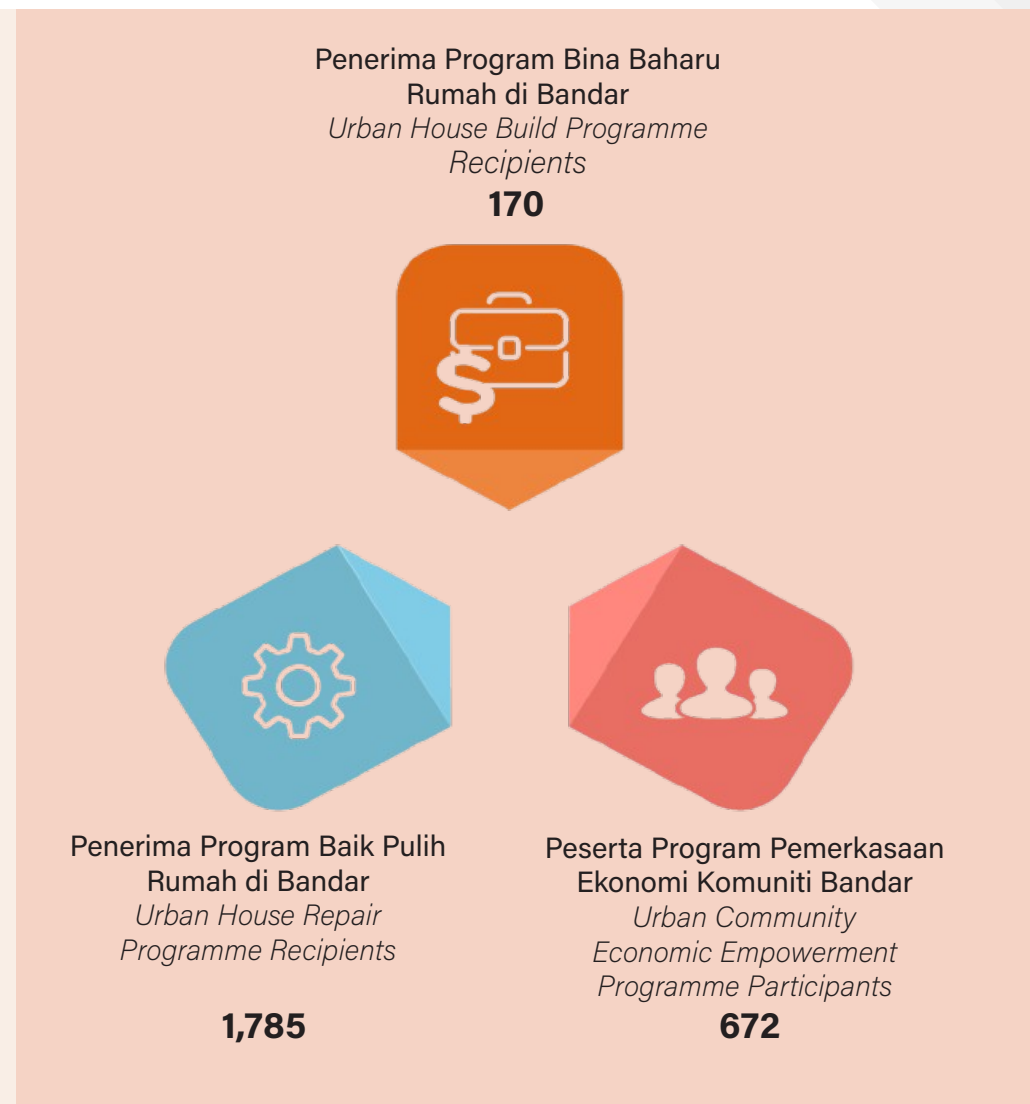 Penerima Program Bina Baharu
Rumah di Bandar
Urban House Build Programme
Recipients
170
$
Penerima Program Baik Pulih
Rumah di Bandar
Urban House Repair
Programme Recipients
1,785
Peserta Program Pemerkasaan
Ekonomi Komuniti Bandar
Urban Community
Economic Empowerment
Programme Participants
672